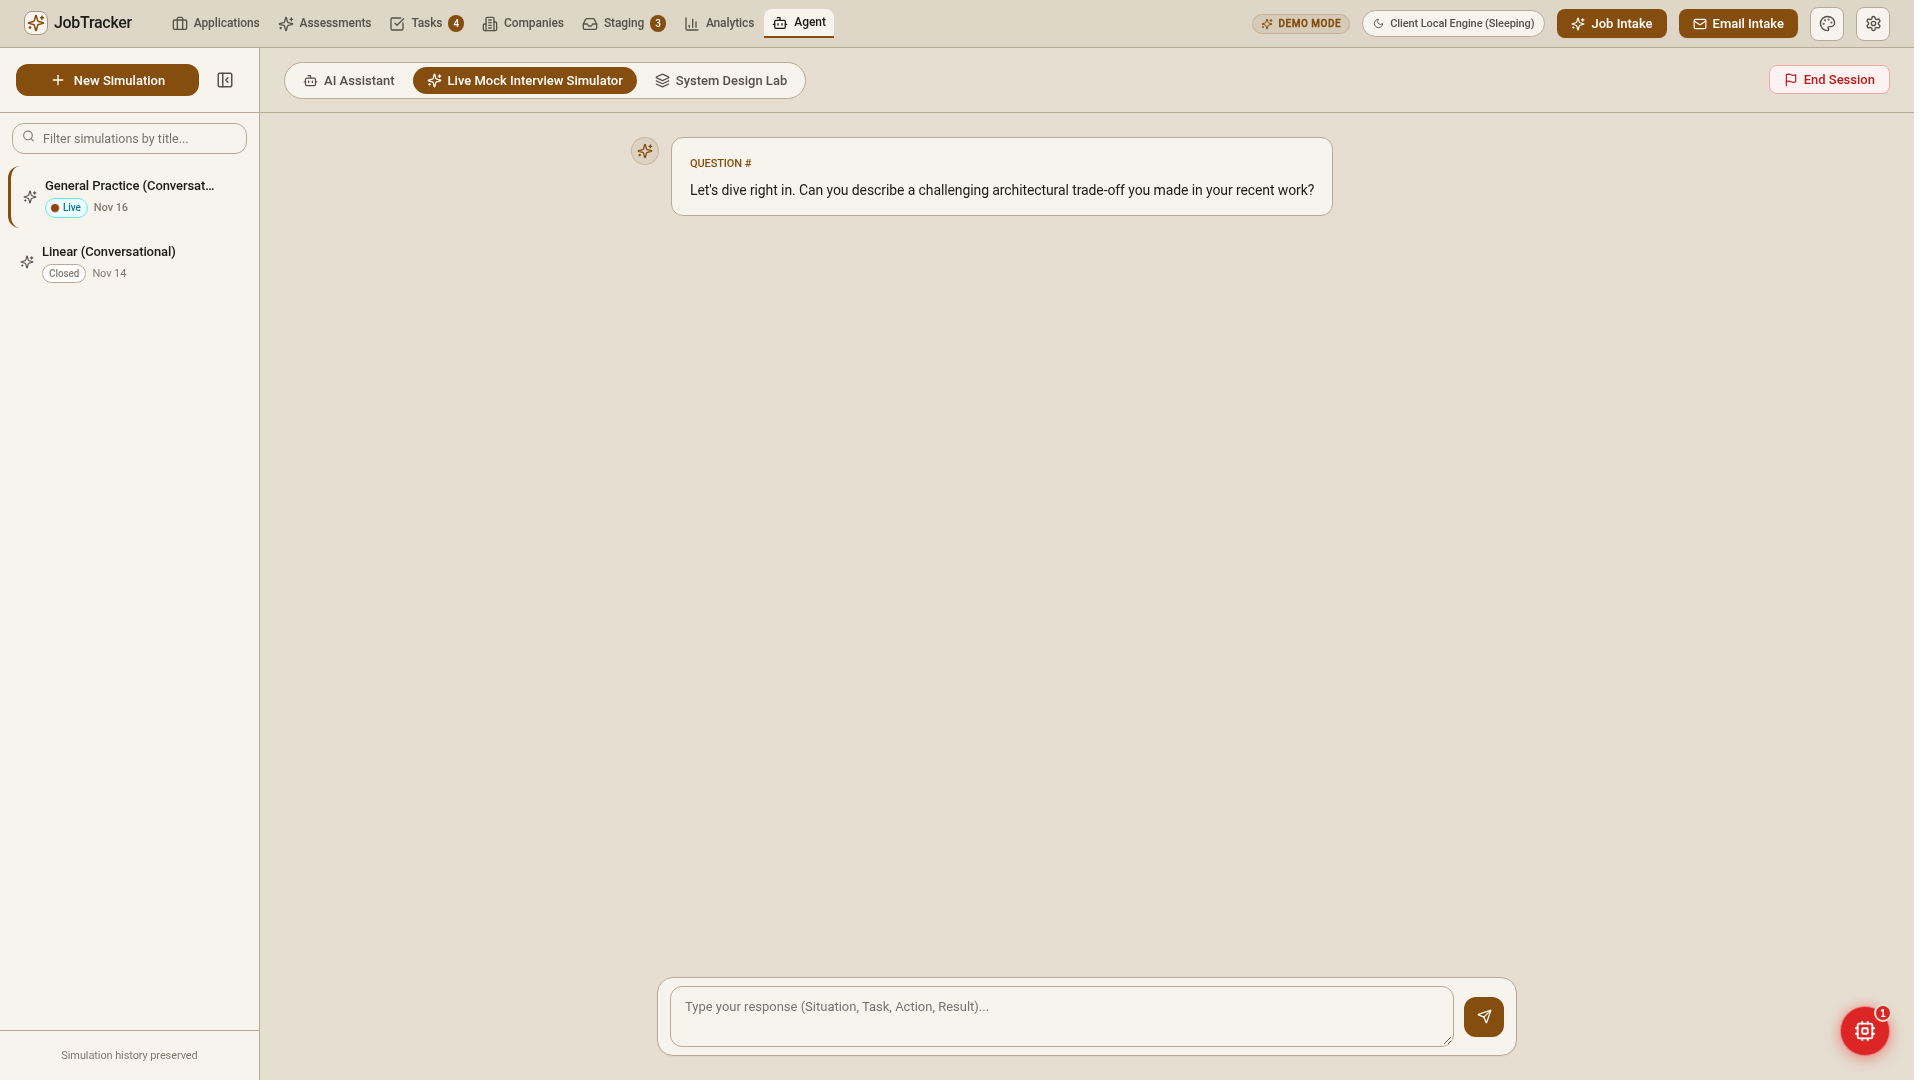 JobTracker
Applications
Assessments
Tasks 4
Companies
Staging 3
Analytics
Agent
DEMO MODE
Client Local Engine (Sleeping)
Job Intake
Email Intake
New Simulation
AI Assistant
Live Mock Interview Simulator
System Design Lab
End Session
Filter simulations by title...
General Practice (Conversat...
Live Nov 16
Linear (Conversational)
Closed Nov 14
QUESTION #
Let's dive right in. Can you describe a challenging architectural trade-off you made in your recent work?
Type your response (Situation, Task, Action, Result)...
1
Simulation history preserved